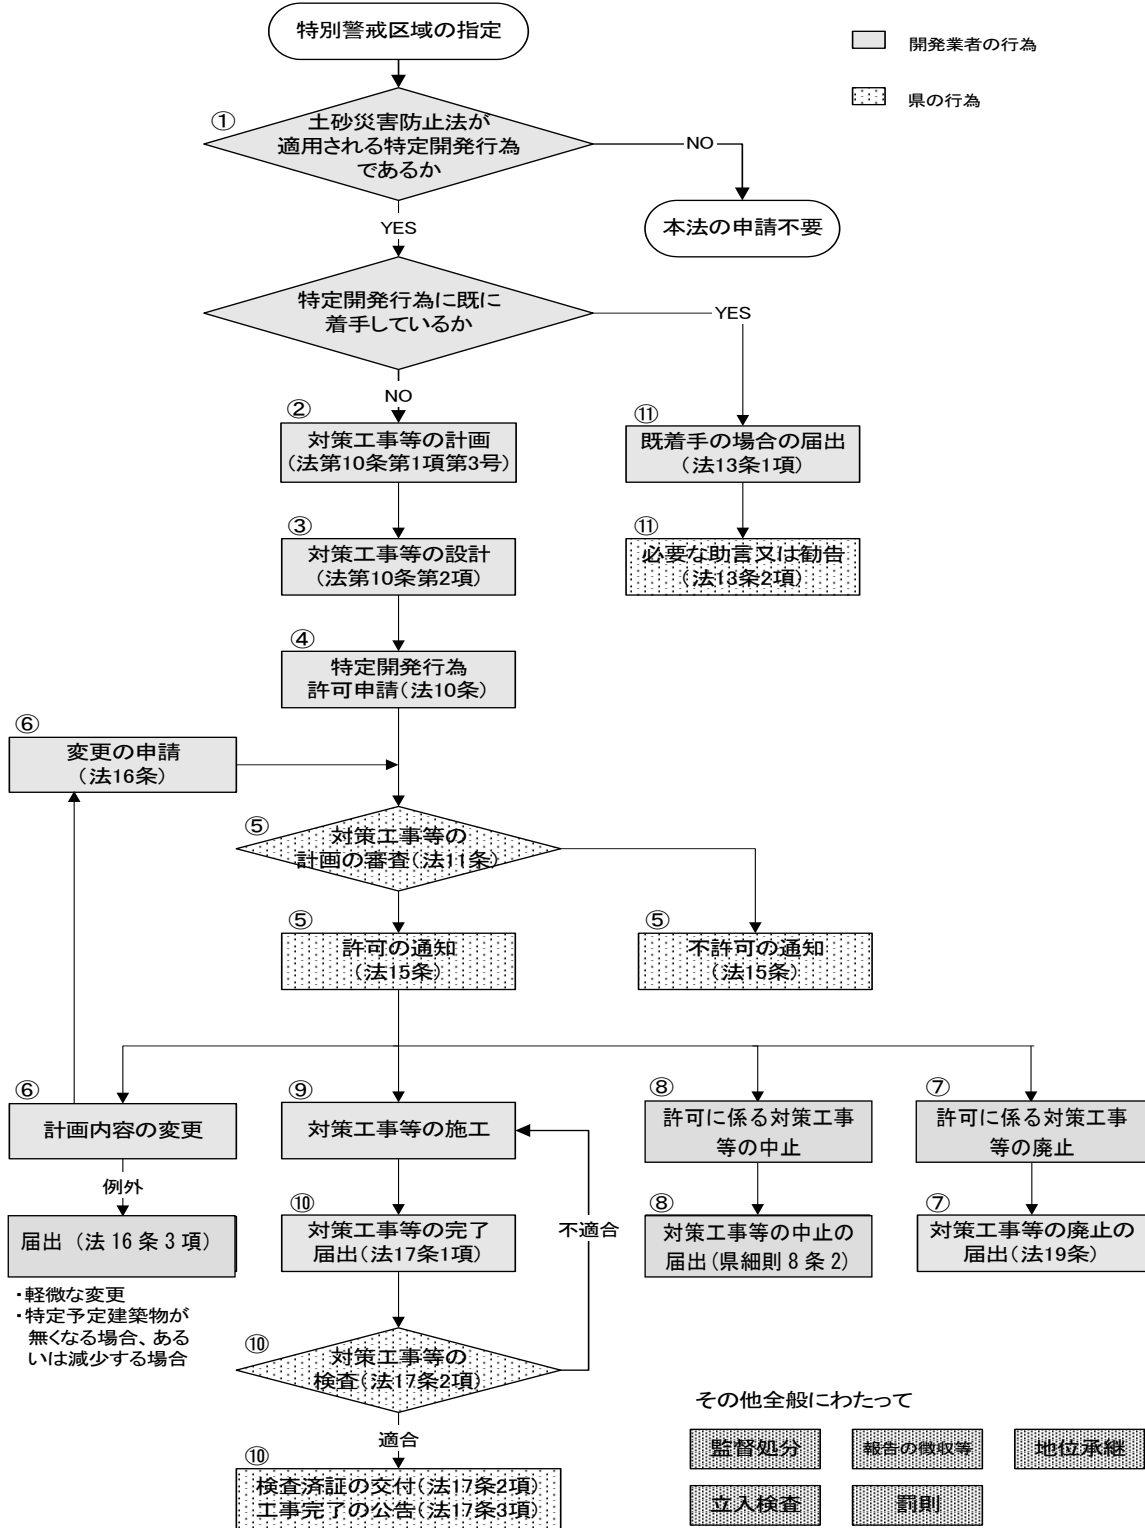 特別警戒区域の指定
開発業者の行為
県の行為
①
土砂災害防止法が
適用される特定開発行為
であるか
NO
本法の申請不要
YES
特定開発行為に既に
着手しているか
YES
NO
②
対策工事等の計画
(法第10条第1項第3号)
⑪
既着手の場合の届出
(法13条1項)
③
対策工事等の設計
(法第10条第2項)
⑪
必要な助言又は勧告
(法13条2項)
④
特定開発行為
許可申請(法10条)
⑥
変更の申請
(法16条)
⑤
対策工事等の
計画の審査(法11条)
⑤
許可の通知
(法15条)
⑤
不許可の通知
(法15条)
⑥
計画内容の変更
例外
届出(法16条3項)
・軽微な変更
・特定予定建築物が
無くなる場合、ある
いは減少する場合
⑨
対策工事等の施工
⑩
対策工事等の完了
届出(法17条1項)
不適合
⑩
対策工事等の
検査(法17条2項)
適合
⑩
検査済証の交付(法17条2項)
工事完了の公告(法17条3項)
⑧
許可に係る対策工事
等の中止
⑧
対策工事等の中止の
届出(県細則8条2)
⑦
許可に係る対策工事
等の廃止
⑦
対策工事等の廃止の
届出(法19条)
その他全般にわたって
監督処分
報告の徴収等
地位承継
立入検査
罰則